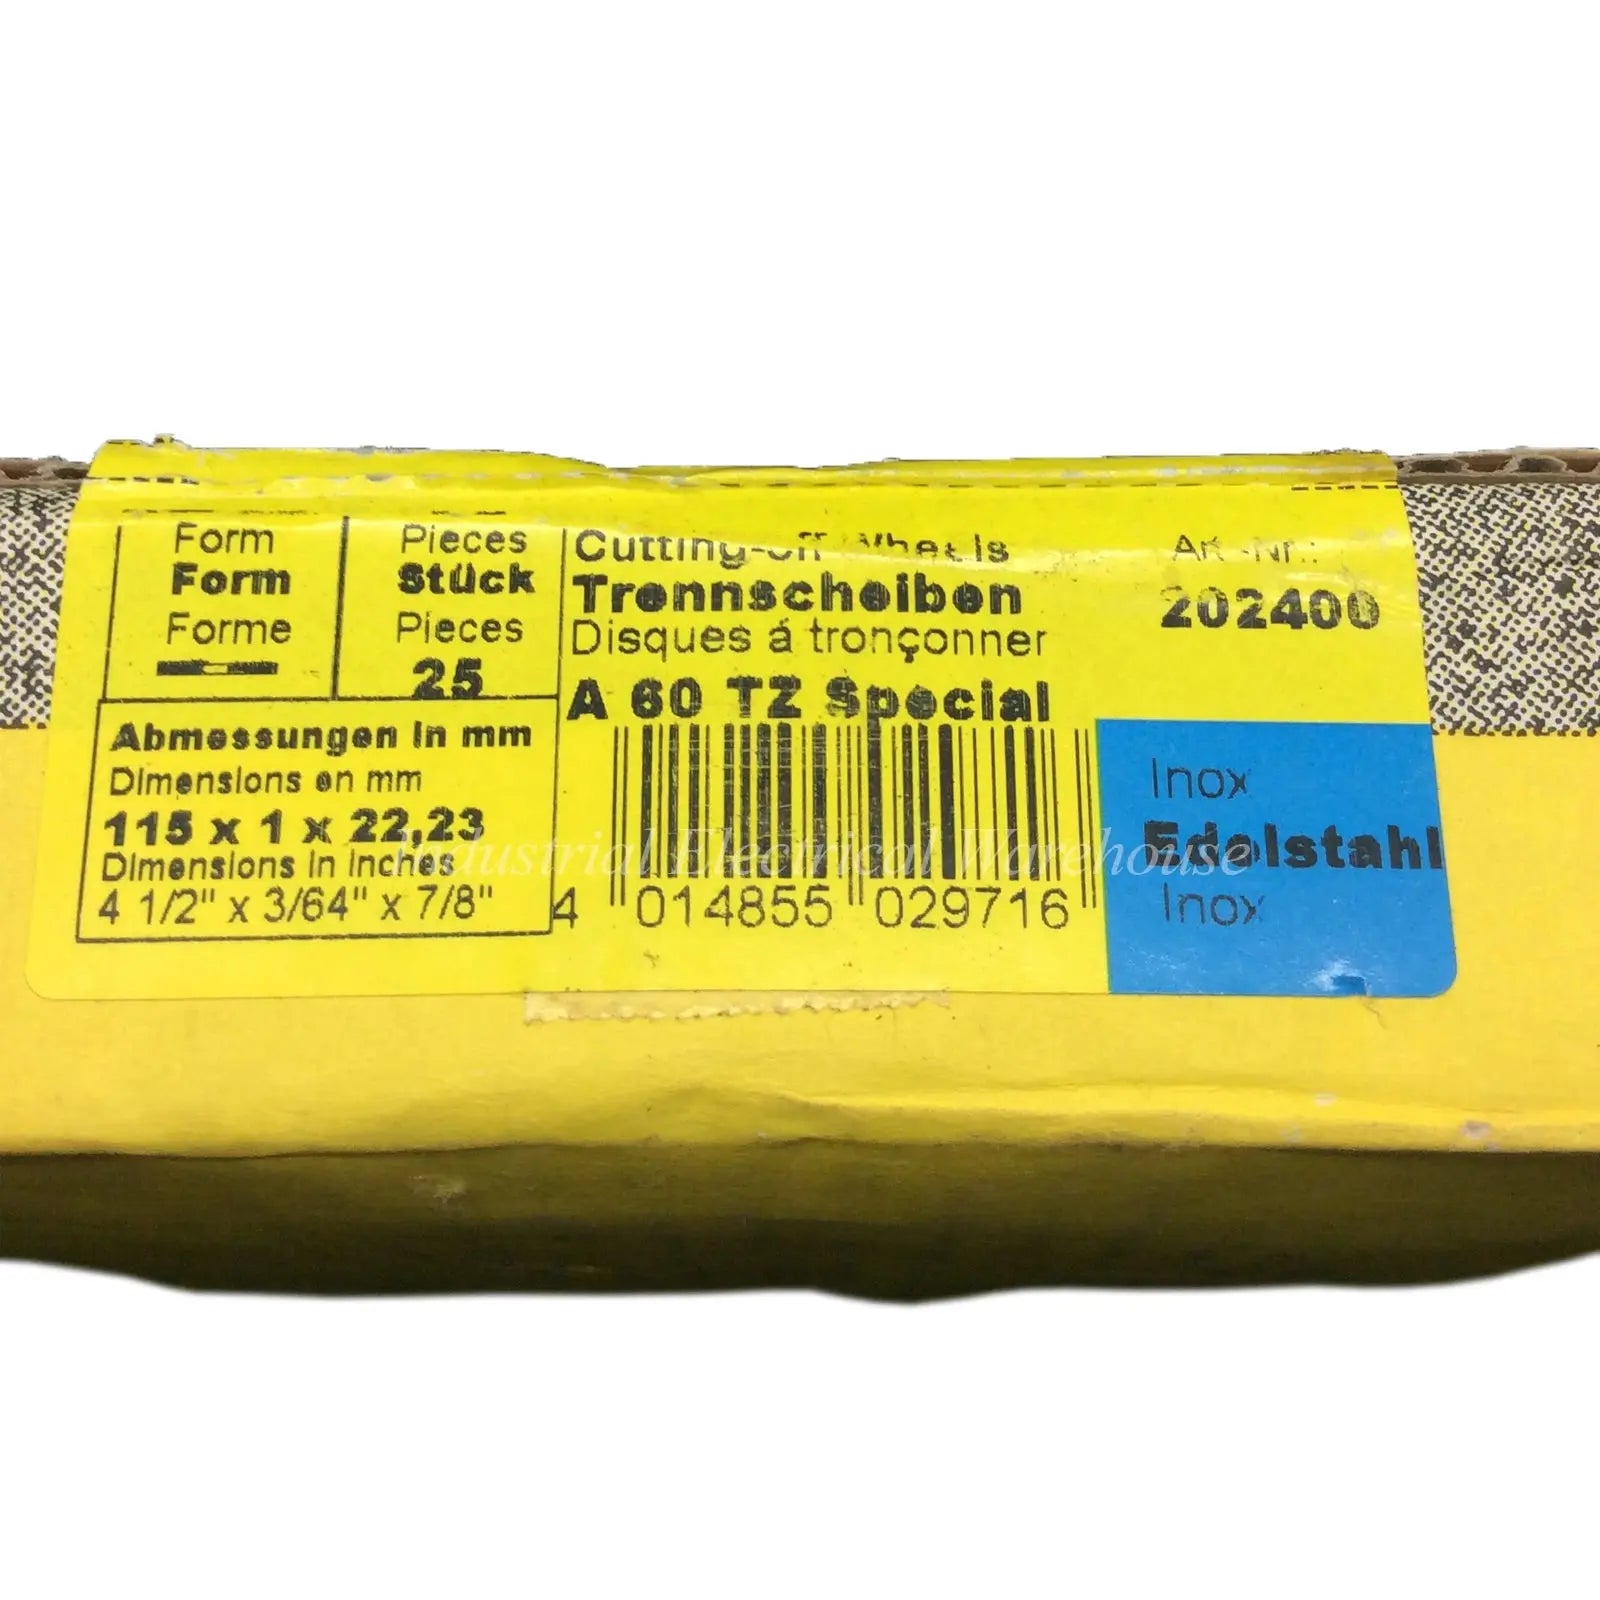 Form
Form
Forme
Pieces
Stück
Pieces
25
Cutting-off Wheels
Trennscheiben
Disques á tronçonner
A 60 TZ Special
Art.-Nr.:
202400
Abmessungen in mm
Dimensions en mm
115 x 1 x 22,23
Dimensions in inches
4 1/2" x 3/64" x 7/8"
4 014855 029716
Inox
Edelstahl
Inox
Industrial Electrical Warehouse